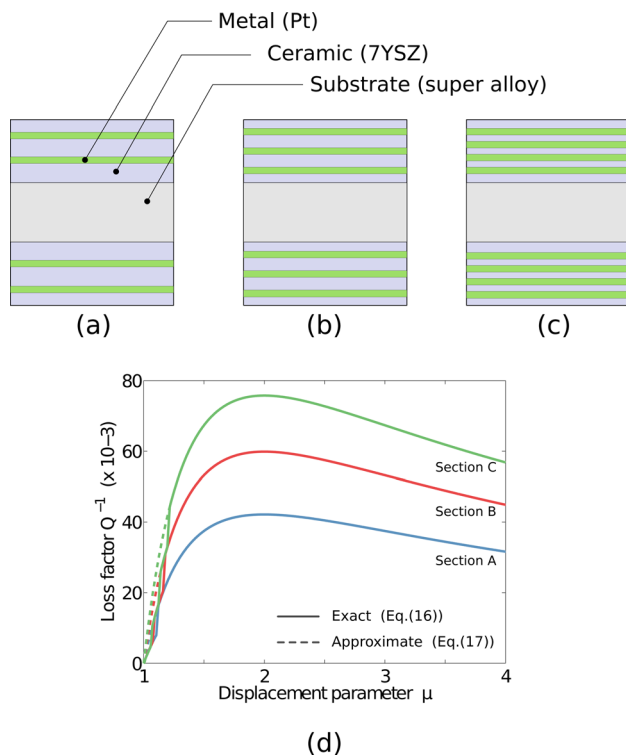 Metal (Pt)
Ceramic (7YSZ)
Substrate (super alloy)
(a)
(b)
(c)
80
60
40
20
0
Loss factor Q⁻¹ (x 10−3)
Section C
Section B
Section A
Exact (Eq.(16))
Approximate (Eq.(17))
1
2
3
4
Displacement parameter μ
(d)